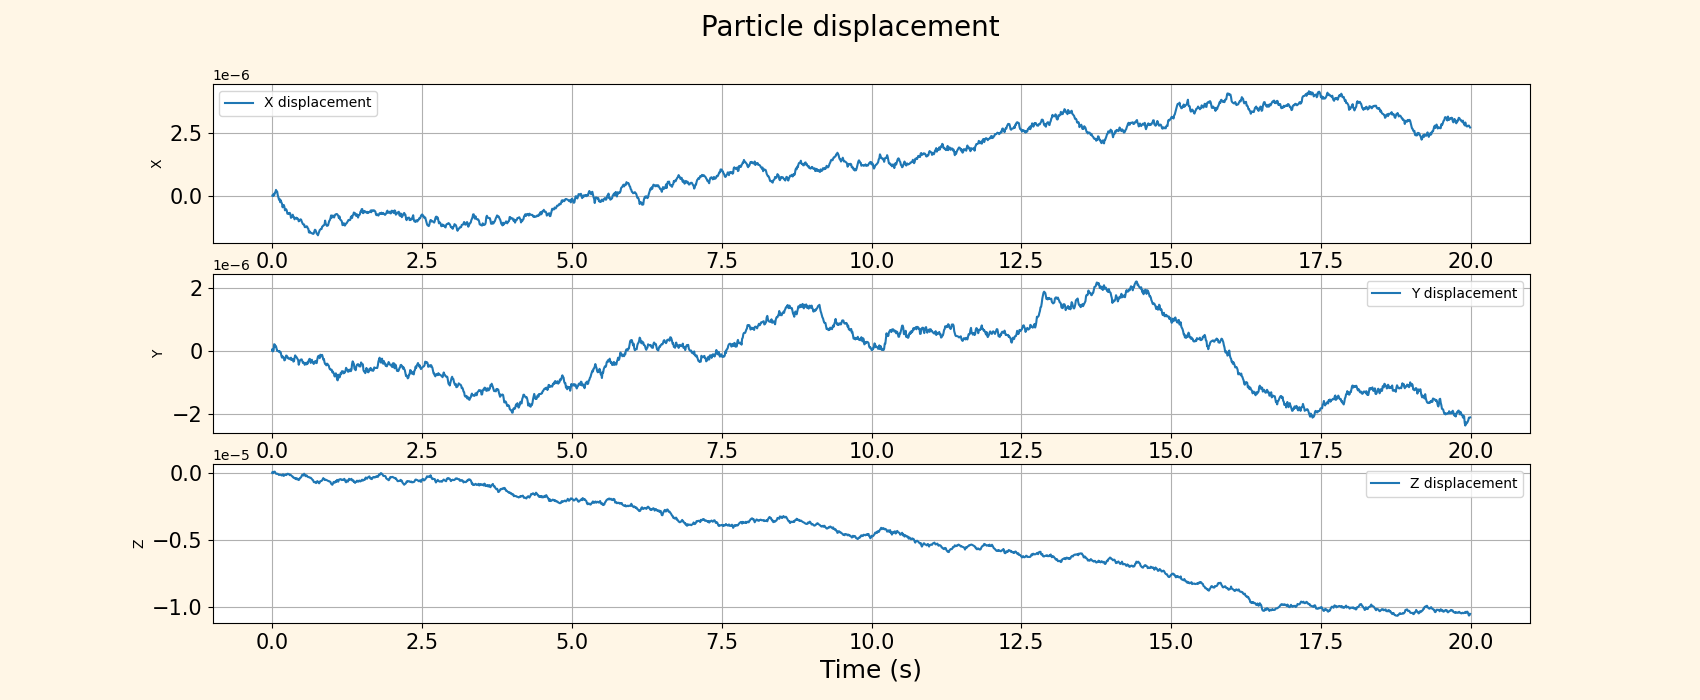 Particle displacement
1e−6
X displacement
X
2.5
0.0
0.0 2.5 5.0 7.5 10.0 12.5 15.0 17.5 20.0
1e−6
Y displacement
Y
2
0
−2
0.0 2.5 5.0 7.5 10.0 12.5 15.0 17.5 20.0
1e−5
Z displacement
Z
0.0
−0.5
−1.0
0.0 2.5 5.0 7.5 10.0 12.5 15.0 17.5 20.0
Time (s)